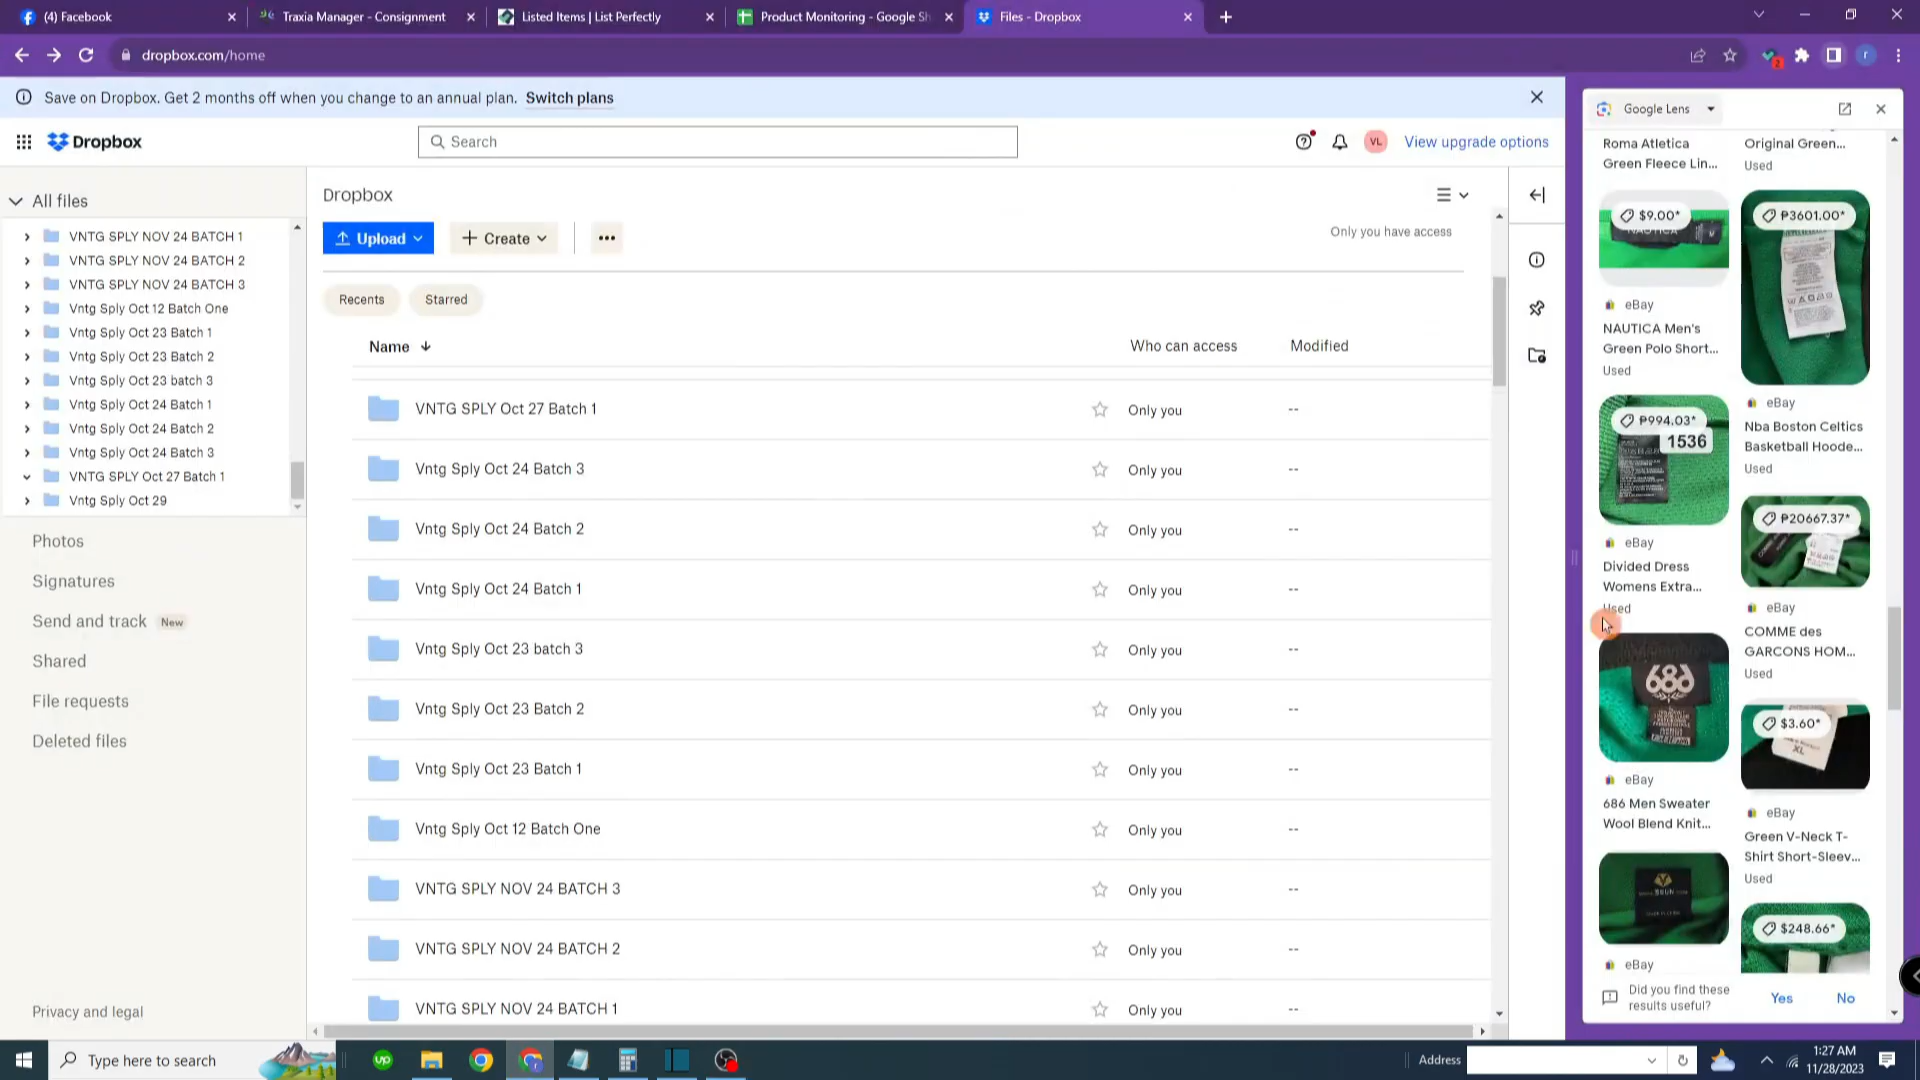 (4) Facebook
Traxia Manager - Consignment
Listed Items | List Perfectly
Product Monitoring - Google Sh
Files - Dropbox
dropbox.com/home
Save on Dropbox. Get 2 months off when you change to an annual plan. Switch plans
Dropbox
Search
VL
View upgrade options
All files
VNTG SPLY NOV 24 BATCH 1
VNTG SPLY NOV 24 BATCH 2
VNTG SPLY NOV 24 BATCH 3
Vntg Sply Oct 12 Batch One
Vntg Sply Oct 23 Batch 1
Vntg Sply Oct 23 Batch 2
Vntg Sply Oct 23 batch 3
Vntg Sply Oct 24 Batch 1
Vntg Sply Oct 24 Batch 2
Vntg Sply Oct 24 Batch 3
VNTG SPLY Oct 27 Batch 1
Vntg Sply Oct 29
Photos
Signatures
Send and track New
Shared
File requests
Deleted files
Privacy and legal
Dropbox
Upload
Create
Only you have access
Recents
Starred
Name
Who can access
Modified
VNTG SPLY Oct 27 Batch 1 Only you --
Vntg Sply Oct 24 Batch 3 Only you --
Vntg Sply Oct 24 Batch 2 Only you --
Vntg Sply Oct 24 Batch 1 Only you --
Vntg Sply Oct 23 batch 3 Only you --
Vntg Sply Oct 23 Batch 2 Only you --
Vntg Sply Oct 23 Batch 1 Only you --
Vntg Sply Oct 12 Batch One Only you --
VNTG SPLY NOV 24 BATCH 3 Only you --
VNTG SPLY NOV 24 BATCH 2 Only you --
VNTG SPLY NOV 24 BATCH 1 Only you --
Google Lens
Roma Atletica
Green Fleece Lin...
$9.00*
NAUTICA
eBay
NAUTICA Men's
Green Polo Short...
Used
₱994.03*
1536
eBay
Divided Dress
Womens Extra...
Used
686
eBay
686 Men Sweater
Wool Blend Knit...
eBay
Original Green...
Used
₱3601.00*
eBay
Nba Boston Celtics
Basketball Hoode...
Used
₱20667.37*
eBay
COMME des
GARCONS HOM...
Used
$3.60*
XL
eBay
Green V-Neck T-
Shirt Short-Sleev...
Used
$248.66*
Did you find these
results useful?
Yes
No
Type here to search
up
Address
1:27 AM
11/28/2023